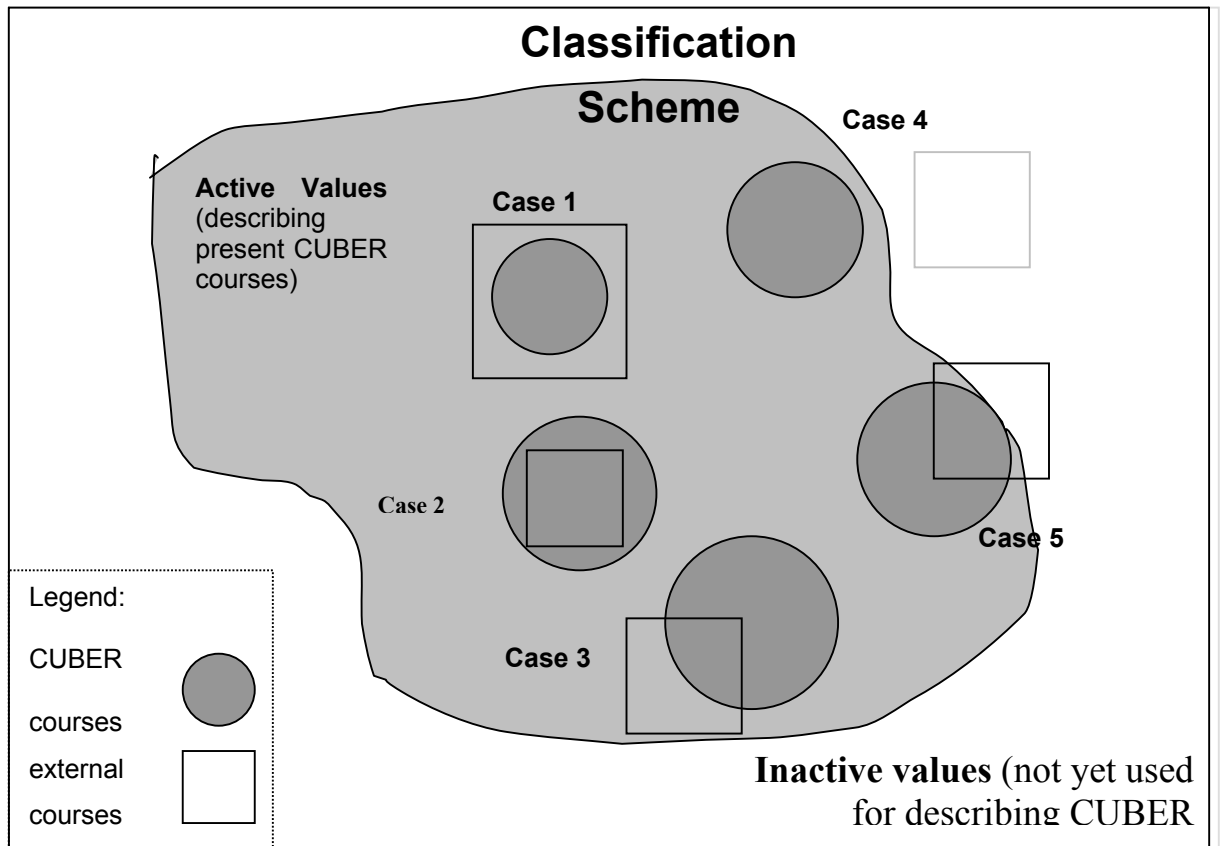 Classification
Scheme
Case 4
Active Values
(describing
present CUBER
courses)
Case 1
Case 2
Case 5
Case 3
Legend:
CUBER
courses
external
courses
Inactive values (not yet used
for describing CUBER